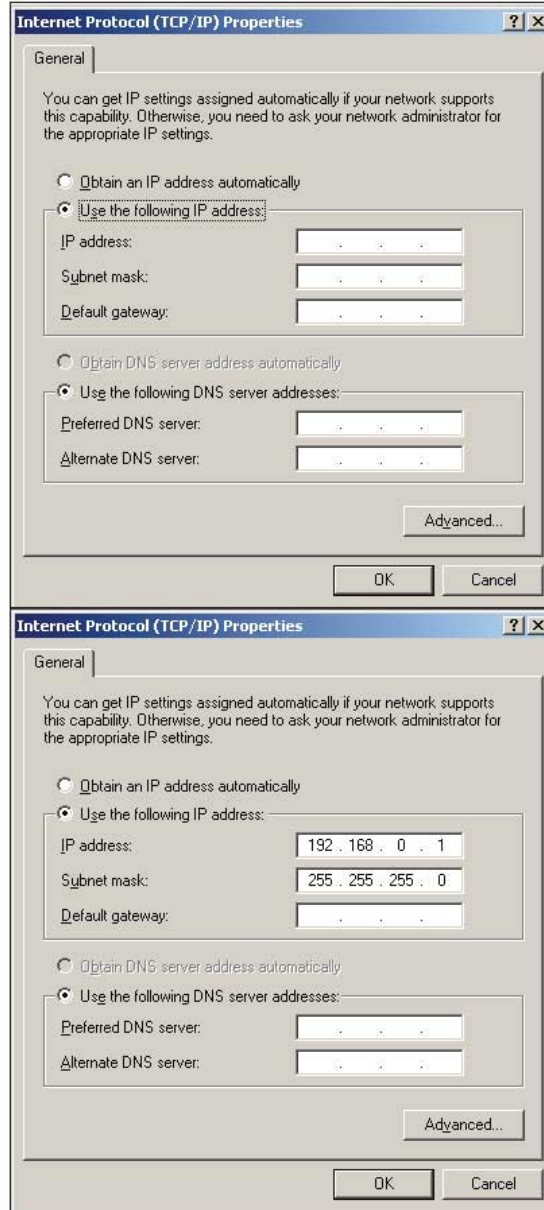 Internet Protocol (TCP/IP) Properties
General
You can get IP settings assigned automatically if your network supports
this capability. Otherwise, you need to ask your network administrator for
the appropriate IP settings.
Obtain an IP address automatically
Use the following IP address:
IP address:
Subnet mask:
Default gateway:
Obtain DNS server address automatically
Use the following DNS server addresses:
Preferred DNS server:
Alternate DNS server:
Advanced...
OK Cancel
Internet Protocol (TCP/IP) Properties
General
You can get IP settings assigned automatically if your network supports
this capability. Otherwise, you need to ask your network administrator for
the appropriate IP settings.
Obtain an IP address automatically
Use the following IP address:
IP address: 192 . 168 . 0 . 1
Subnet mask: 255 . 255 . 255 . 0
Default gateway:
Obtain DNS server address automatically
Use the following DNS server addresses:
Preferred DNS server:
Alternate DNS server:
Advanced...
OK Cancel